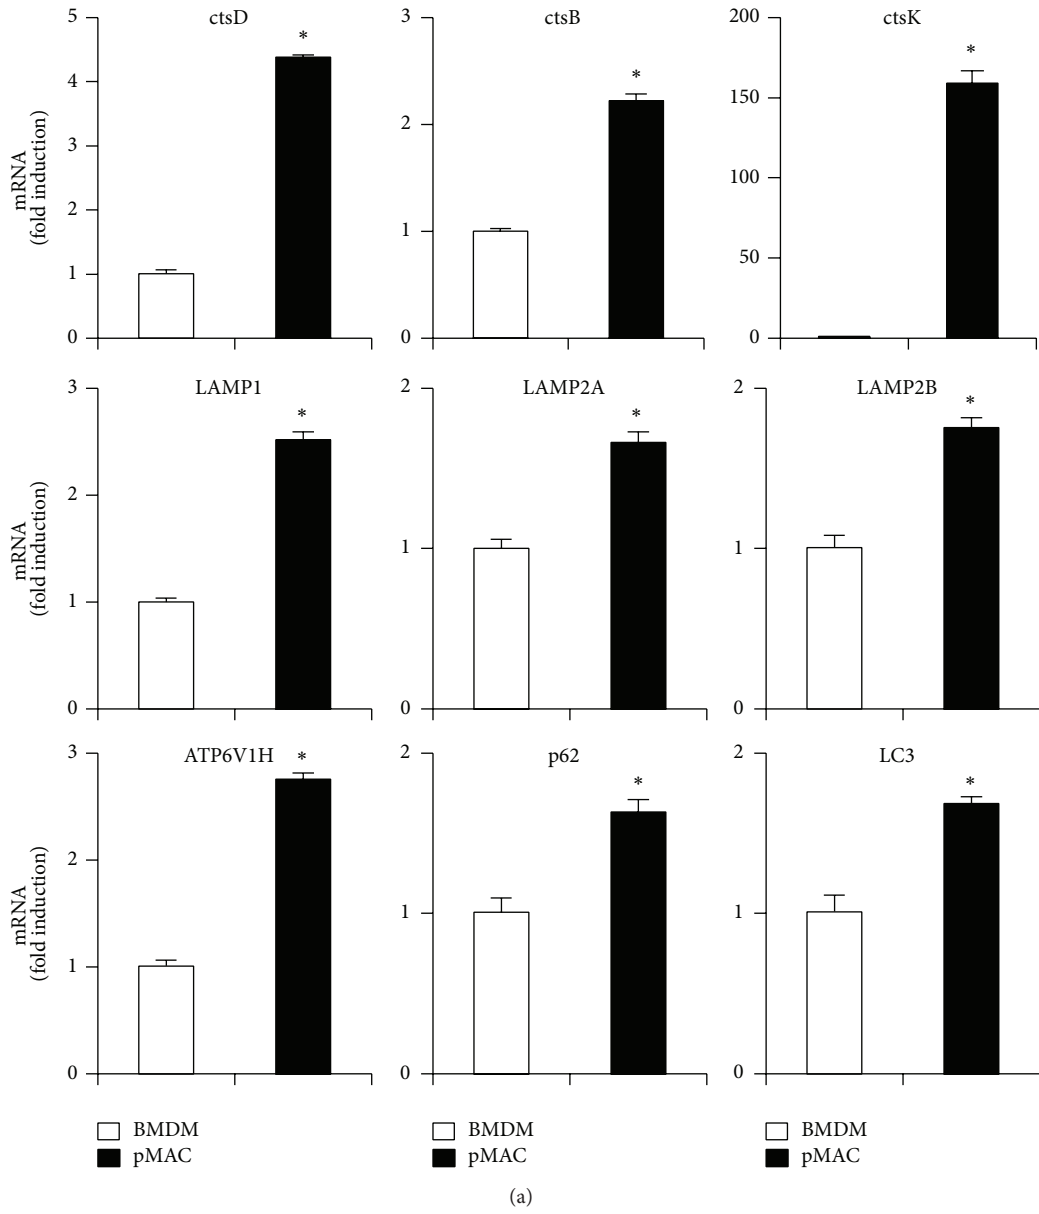 ctsD
ctsB
ctsK
mRNA
(fold induction)
5
4
3
2
1
0
*
3
2
1
0
*
200
150
100
50
0
*
LAMP1
LAMP2A
LAMP2B
mRNA
(fold induction)
3
2
1
0
*
2
1
0
*
2
1
0
*
ATP6V1H
p62
LC3
mRNA
(fold induction)
3
2
1
0
*
2
1
0
*
2
1
0
*
BMDM
pMAC
BMDM
pMAC
BMDM
pMAC
(a)